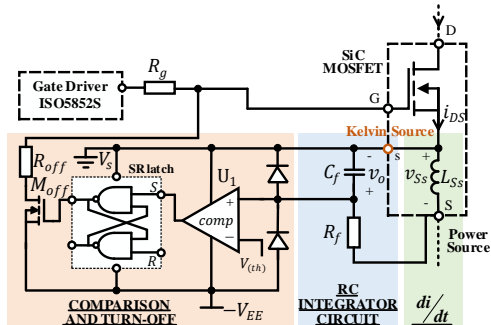 D
SiC
MOSFET
Gate Driver
ISO5852S
R_g
G
i_DS
Kelvin Source
V_s
SR latch
U_1
-
s
+
R_off
M_off
S
+
C_f
v_o
v_Ss
L_Ss
comp
+
-
R_f
-
S
R
V_(th)
Power
Source
COMPARISON
AND TURN-OFF
-V_EE
RC
INTEGRATOR
CIRCUIT
di/dt